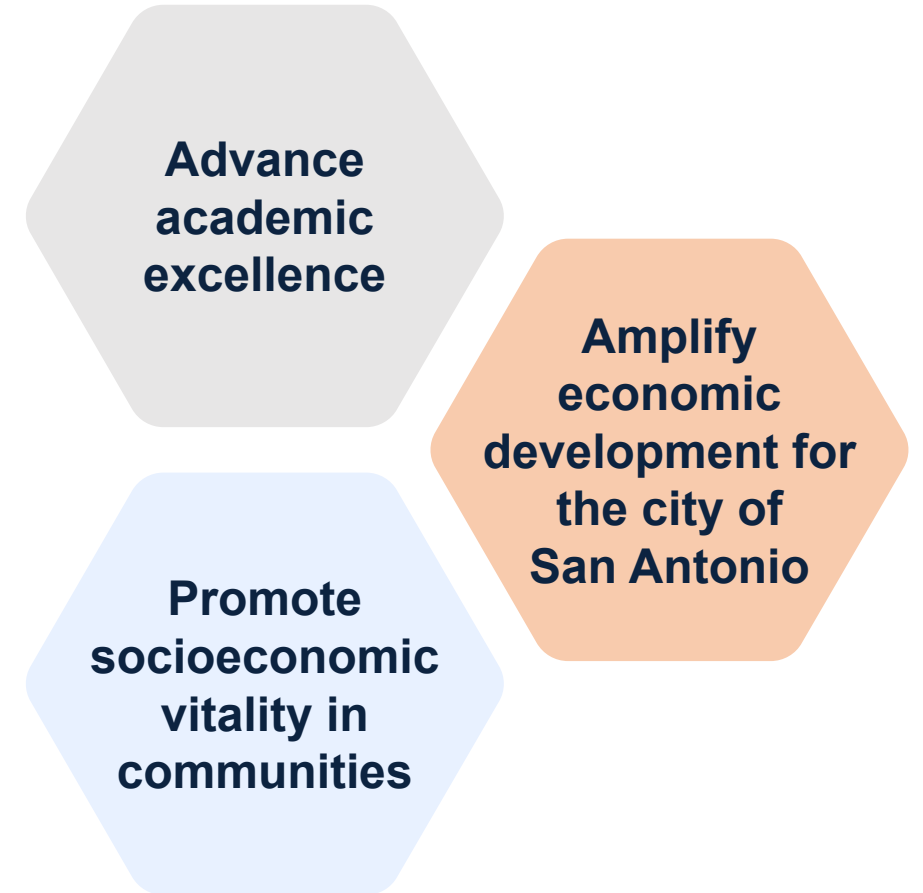 Advance
academic
excellence
Amplify
economic
development for
the city of
San Antonio
Promote
socioeconomic
vitality in
communities